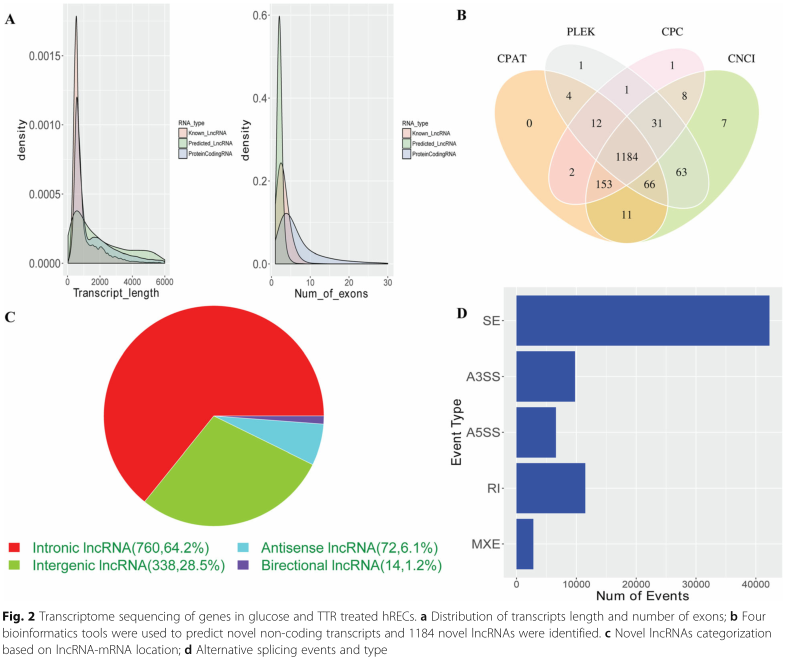 A
density
0.0015
0.0010
0.0005
0.0000
0
2000
4000
6000
Transcript_length
RNA_type
Known_LncRNA
Predicted_LncRNA
ProteinCodingRNA
density
0.6
0.4
0.2
0.0
0
10
20
30
Num_of_exons
RNA_type
Known_LncRNA
Predicted_LncRNA
ProteinCodingRNA
B
PLEK
CPC
CPAT
CNCI
1
1
4
1
8
0
12
31
7
1184
2
63
153
66
11
C
Intronic lncRNA(760,64.2%)
Antisense lncRNA(72,6.1%)
Intergenic lncRNA(338,28.5%)
Birectional lncRNA(14,1.2%)
D
Event Type
SE
A3SS
A5SS
RI
MXE
0
10000
20000
30000
40000
Num of Events
Fig. 2 Transcriptome sequencing of genes in glucose and TTR treated hRECs. a Distribution of transcripts length and number of exons; b Four
bioinformatics tools were used to predict novel non-coding transcripts and 1184 novel lncRNAs were identified. c Novel lncRNAs categorization
based on lncRNA-mRNA location; d Alternative splicing events and type